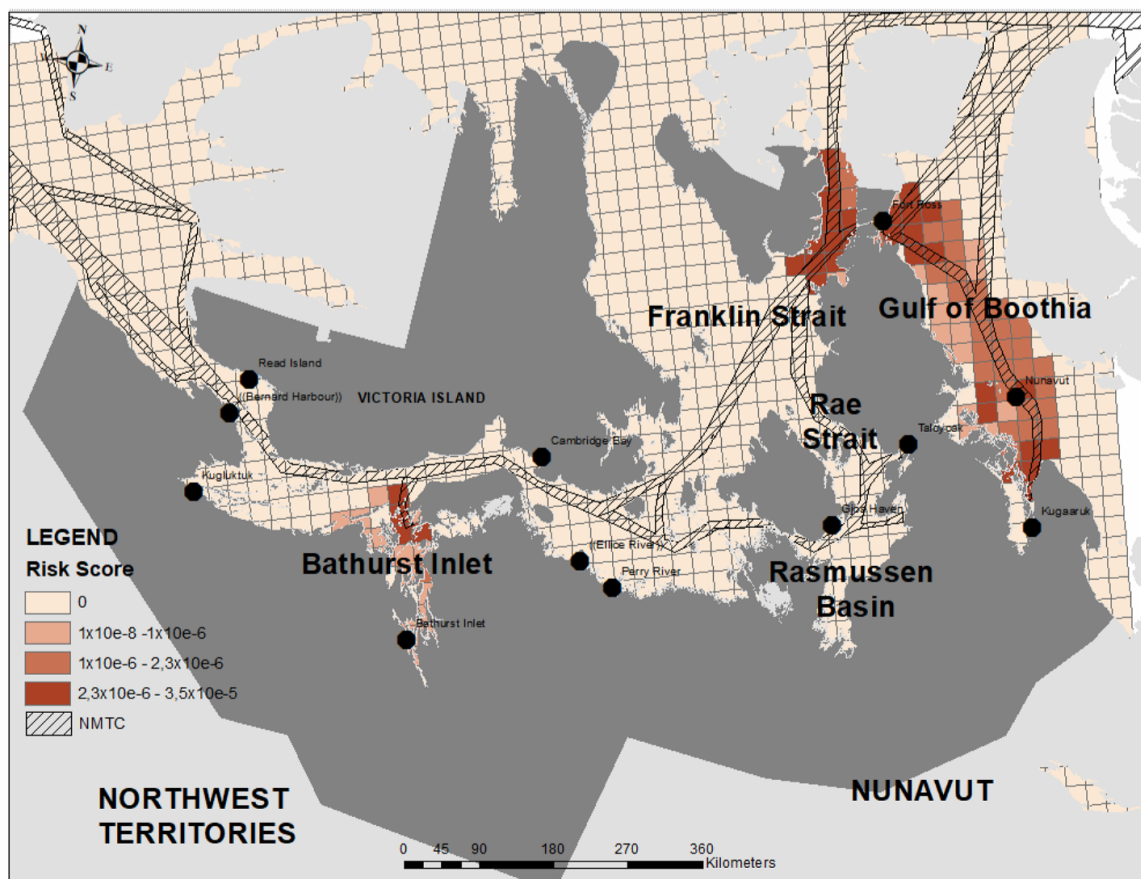 N
W E
S
Fort Ross
Franklin Strait
Gulf of Boothia
Read Island
((Bernard Harbour))
VICTORIA ISLAND
Nunavut
Rae
Strait
Taloyoak
Cambridge Bay
Kugluktuk
Gjoa Haven
Kugaaruk
LEGEND
Risk Score
0
1x10e-8 -1x10e-6
1x10e-6 - 2,3x10e-6
2,3x10e-6 - 3,5x10e-5
NMTC
Bathurst Inlet
((Ellice River))
Perry River
Rasmussen
Basin
Bathurst Inlet
NORTHWEST
TERRITORIES
NUNAVUT
0 45 90 180 270 360
Kilometers